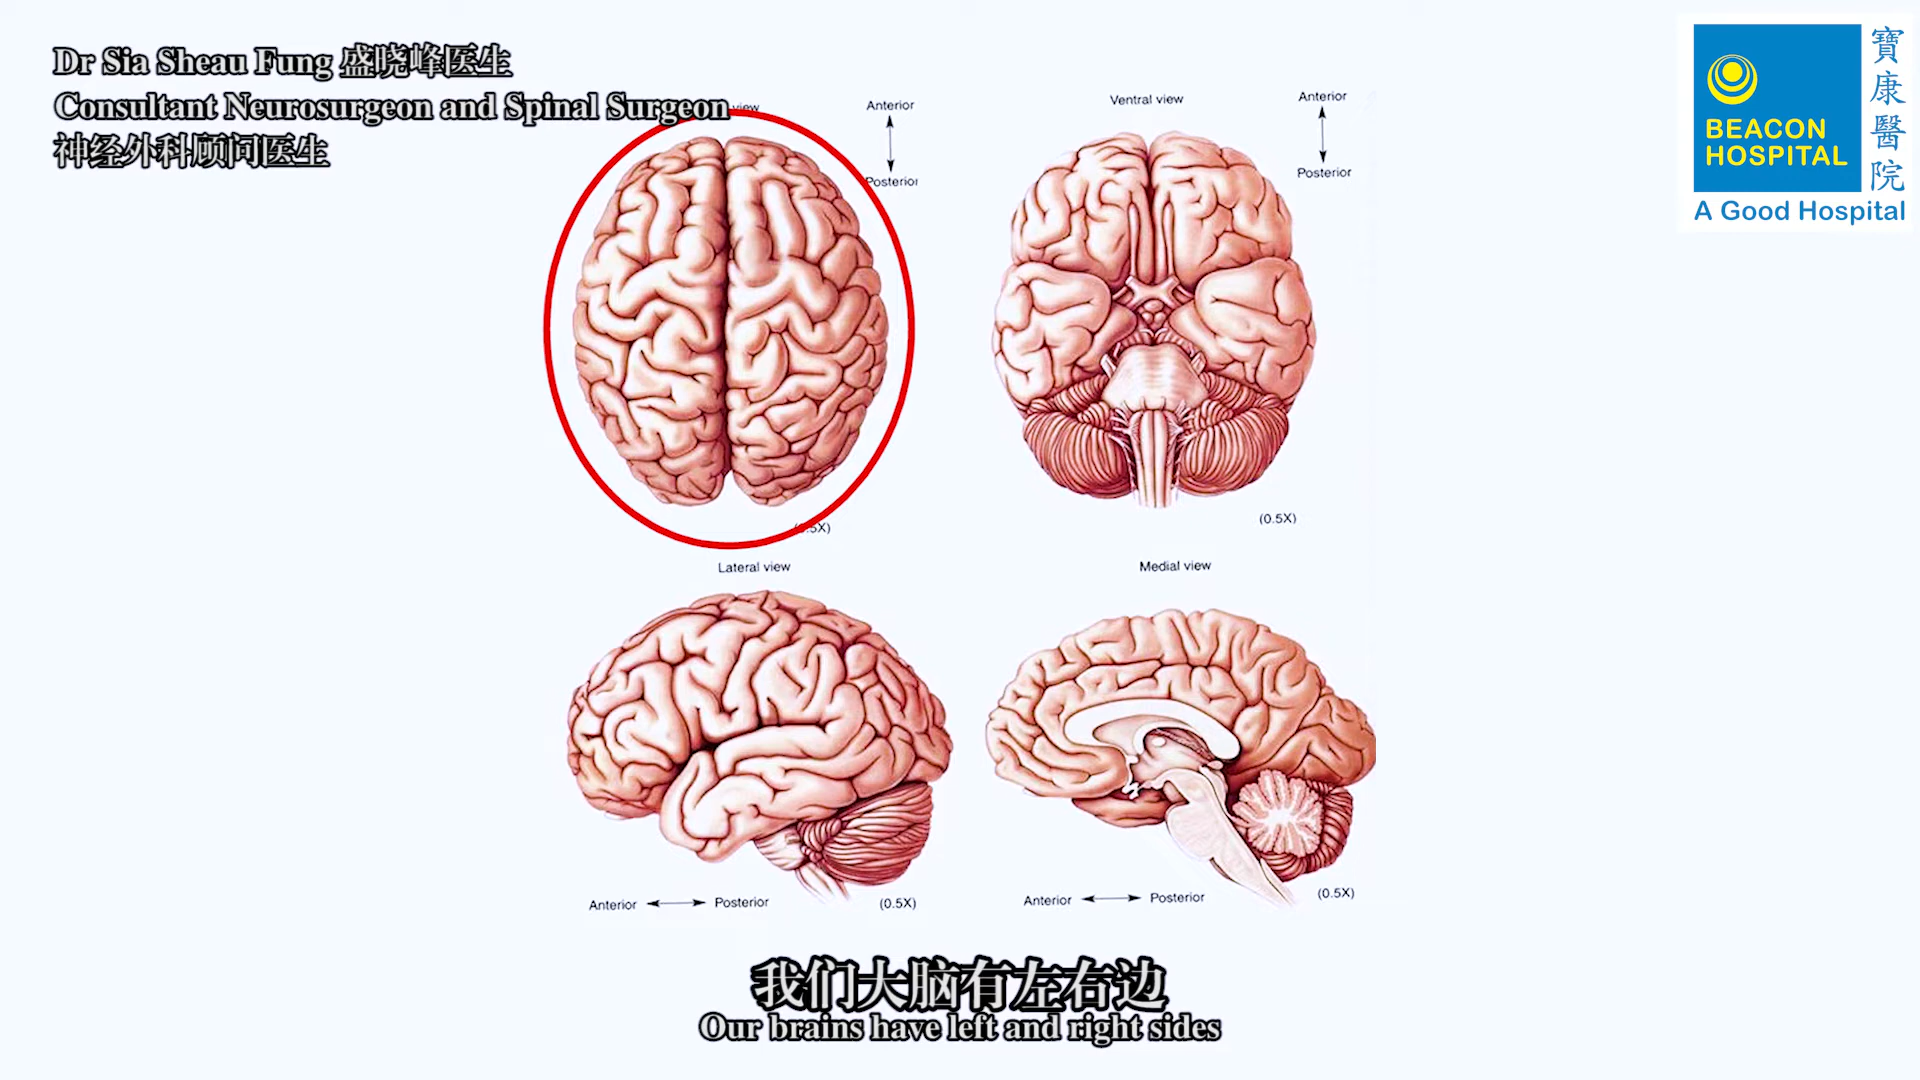 Dr Sia Sheau Fung 盛晓峰医生
Consultant Neurosurgeon and Spinal Surgeon
神经外科顾问医生
BEACON
HOSPITAL
寶康醫院
A Good Hospital
view
Anterior
Posterior
Ventral view
Anterior
Posterior
(0.5X)
Lateral view
Medial view
Anterior
Posterior
(0.5X)
Anterior
Posterior
(0.5X)
我们大脑有左右边
Our brains have left and right sides